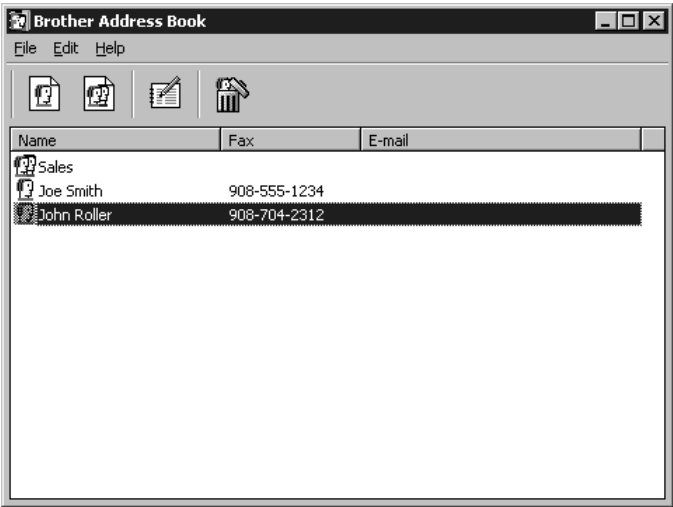 Brother Address Book
File Edit Help
Name Fax E-mail
Sales
Joe Smith 908-555-1234
John Roller 908-704-2312